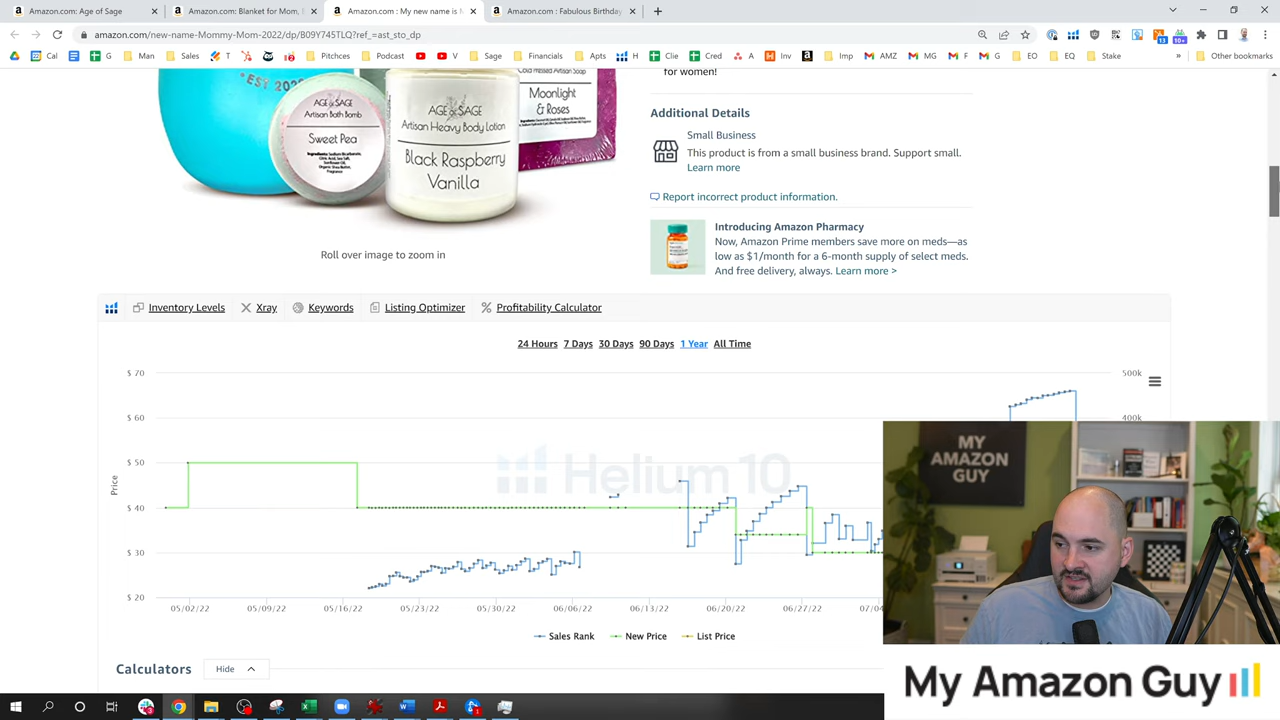 Amazon.com: Age of Sage
Amazon.com: Blanket for Mom, b
Amazon.com : My new name is M
Amazon.com : Fabulous Birthday
amazon.com/new-name-Mommy-Mom-2022/dp/B09Y745TLQ?ref_=ast_sto_dp
Cal
G
Man
Sales
T
Pitchces
Podcast
Sage
Financials
Apts
H
Clie
Cred
A
Inv
Imp
AMZ
MG
F
G
EO
EQ
Stake
»
Other bookmarks
for women!
Additional Details
Small Business
This product is from a small business brand. Support small.
Learn more
Report incorrect product information.
Introducing Amazon Pharmacy
Now, Amazon Prime members save more on meds—as
low as $1/month for a 6-month supply of select meds.
And free delivery, always. Learn more >
EST 202
AGE of SAGE
Artisan Bath Bomb
Sweet Pea
Ingredients:
AGE of SAGE
Artisan Heavy Body Lotion
Black Raspberry
Vanilla
Artisan Soap
Moonlight
& Roses
Roll over image to zoom in
Inventory Levels
Xray
Keywords
Listing Optimizer
Profitability Calculator
24 Hours 7 Days 30 Days 90 Days 1 Year All Time
$ 70
$ 60
$ 50
$ 40
$ 30
$ 20
Price
500k
400k
Helium 10
05/02/22 05/09/22 05/16/22 05/23/22 05/30/22 06/06/22 06/13/22 06/20/22 06/27/22 07/04
Sales Rank New Price List Price
Calculators
Hide
MY
AMAZON
GUY
My Amazon Guy